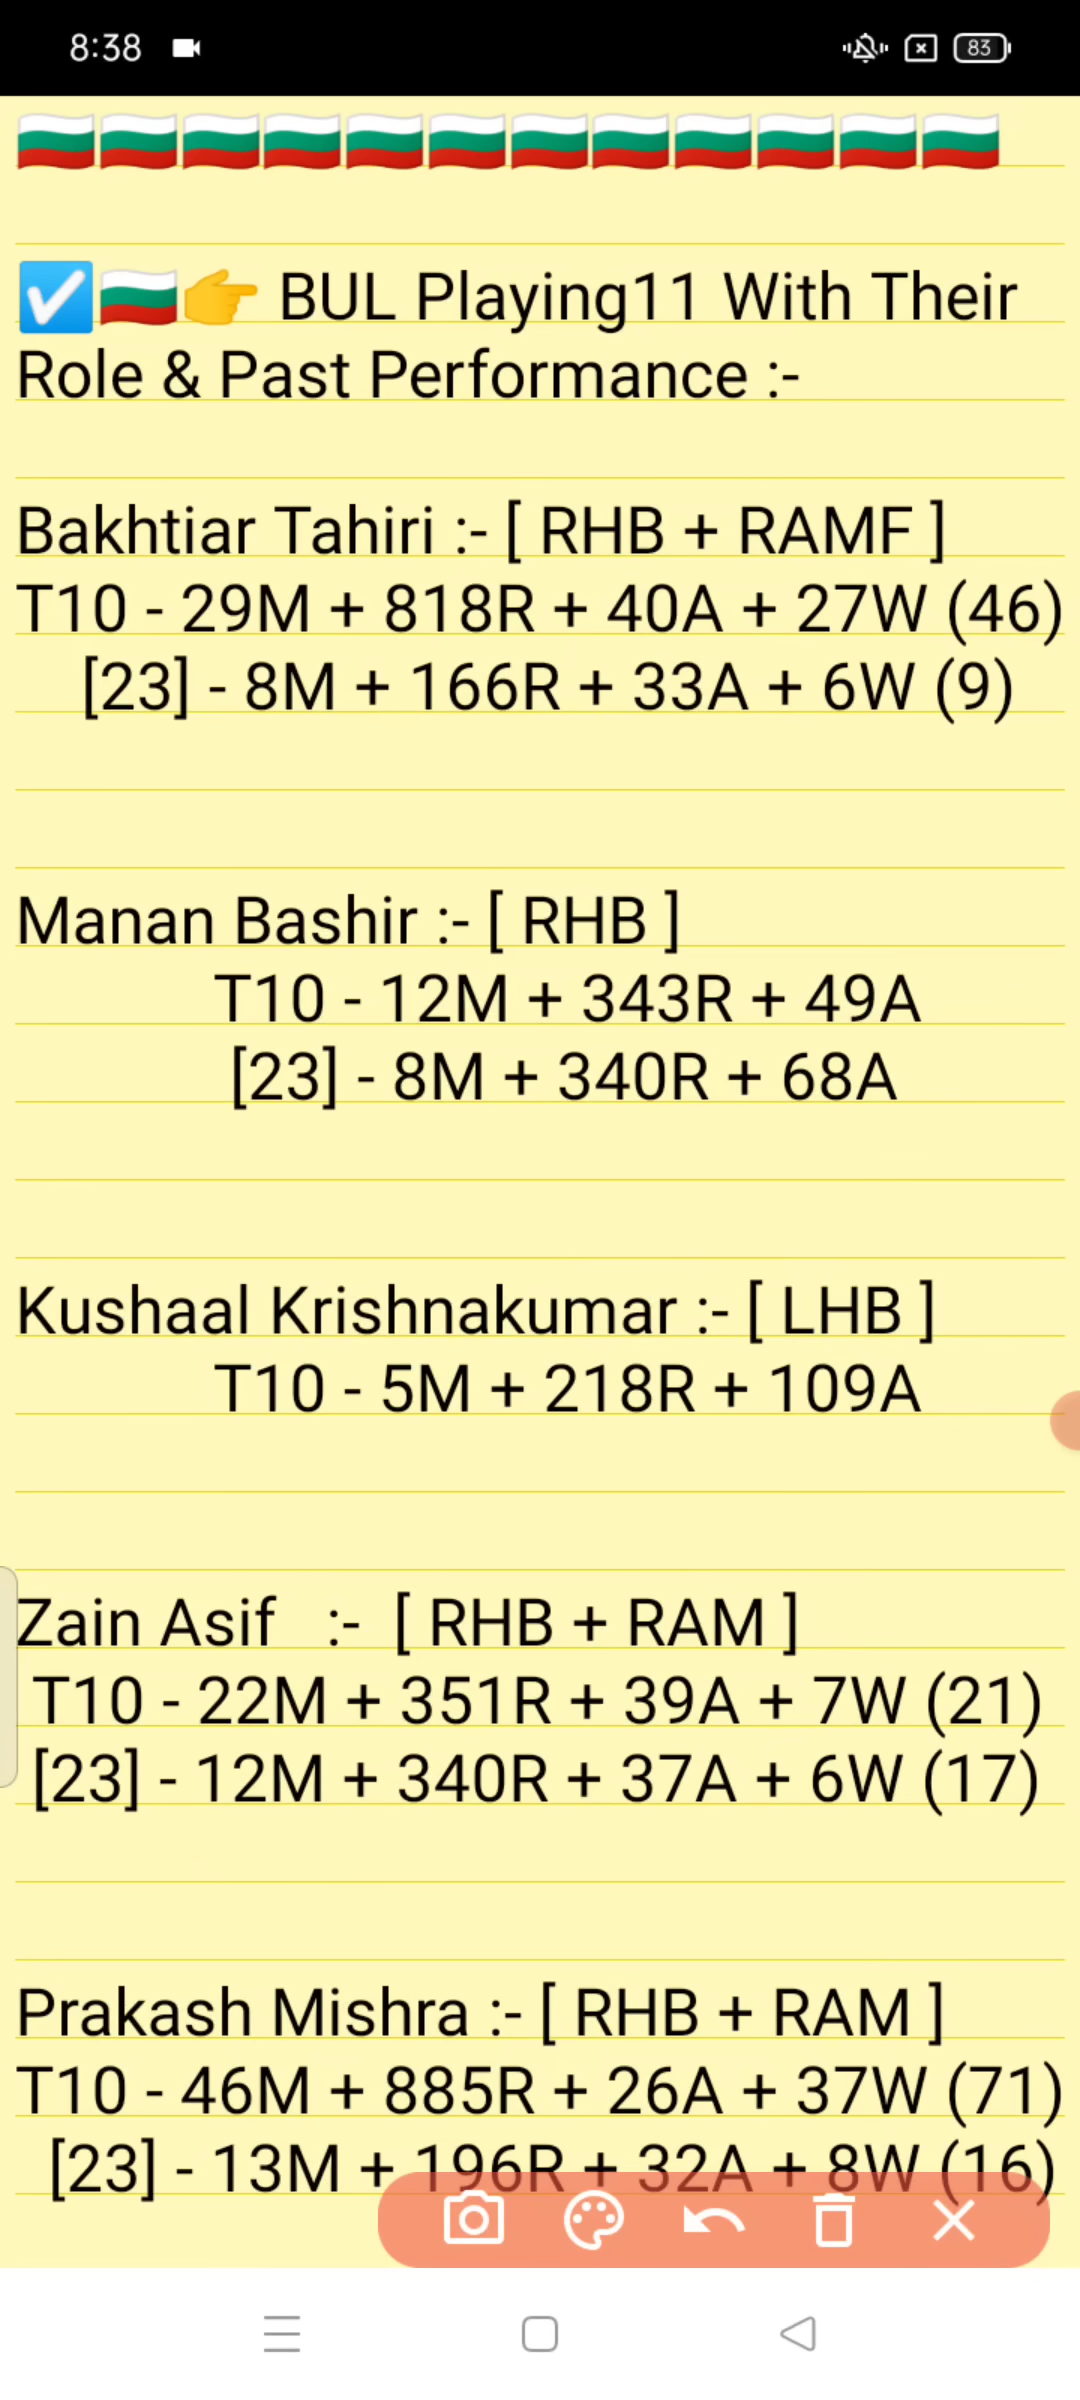 8:38
83
BUL Playing11 With Their
Role & Past Performance :-
Bakhtiar Tahiri :- [ RHB + RAMF ]
T10 - 29M + 818R + 40A + 27W (46)
[23] - 8M + 166R + 33A + 6W (9)
Manan Bashir :- [ RHB ]
T10 - 12M + 343R + 49A
[23] - 8M + 340R + 68A
Kushaal Krishnakumar :- [ LHB ]
T10 - 5M + 218R + 109A
Zain Asif :- [ RHB + RAM ]
T10 - 22M + 351R + 39A + 7W (21)
[23] - 12M + 340R + 37A + 6W (17)
Prakash Mishra :- [ RHB + RAM ]
T10 - 46M + 885R + 26A + 37W (71)
[23] - 13M + 196R + 32A + 8W (16)